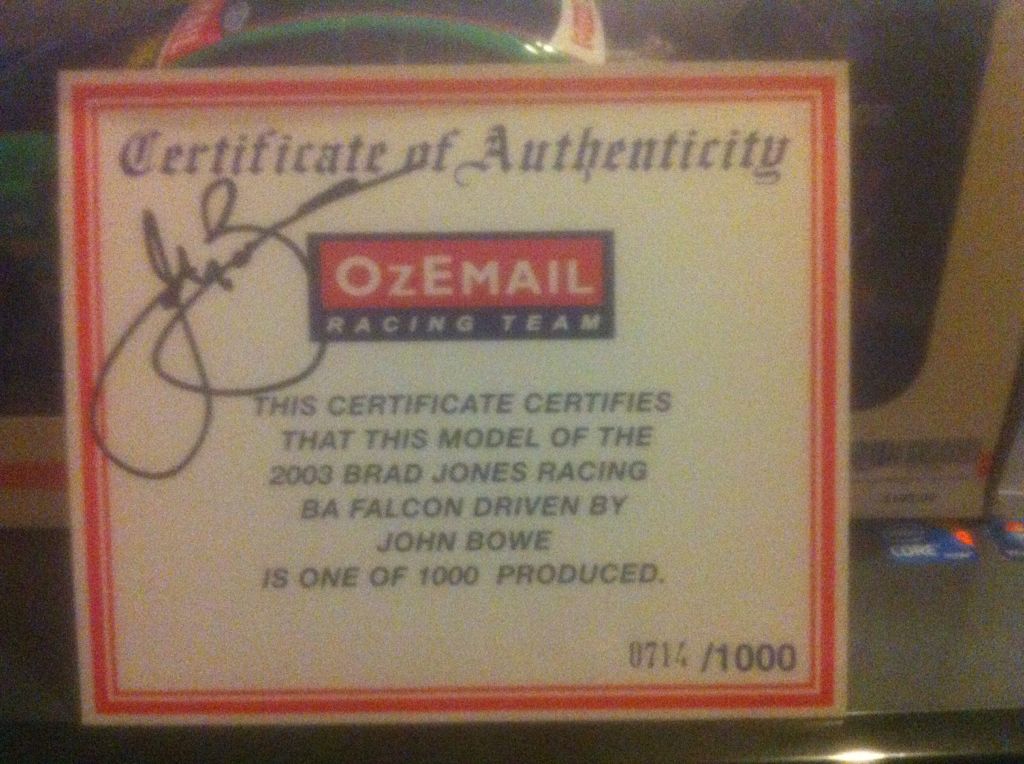 Certificate of Authenticity
OZEMAIL
RACING TEAM
THIS CERTIFICATE CERTIFIES
THAT THIS MODEL OF THE
2003 BRAD JONES RACING
BA FALCON DRIVEN BY
JOHN BOWE
IS ONE OF 1000 PRODUCED.
0714 /1000